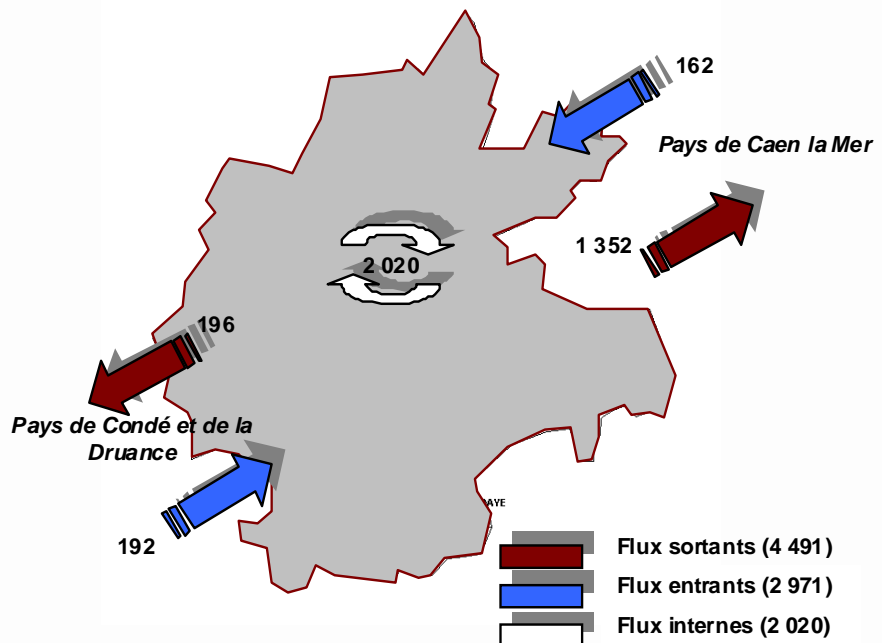 162
Pays de Caen la Mer
1 352
2 020
196
Pays de Condé et de la
Druance
192
AYE
Flux sortants (4 491)
Flux entrants (2 971)
Flux internes (2 020)